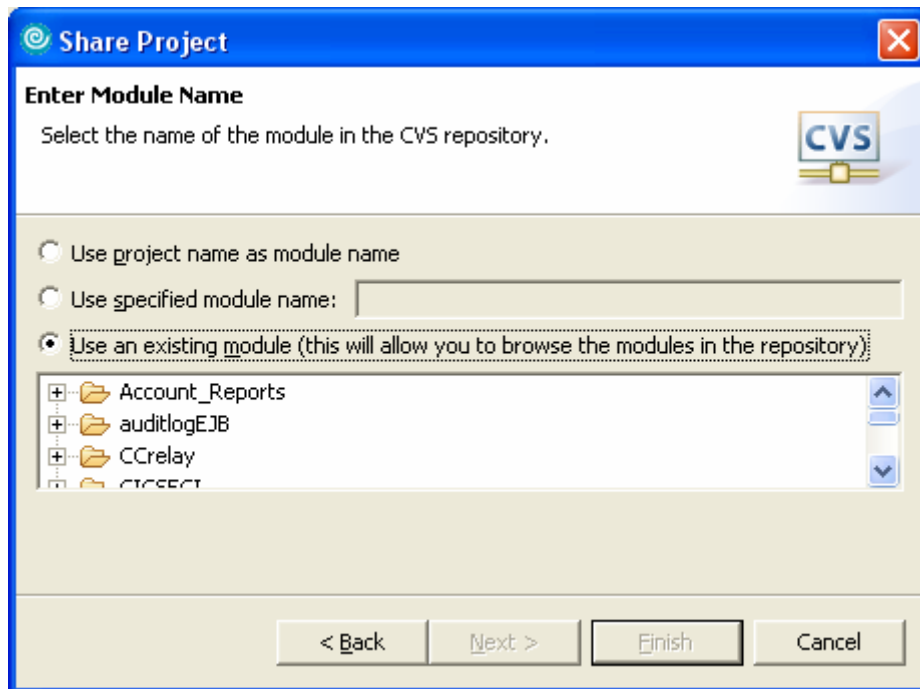 Share Project
Enter Module Name
Select the name of the module in the CVS repository.
CVS
Use project name as module name
Use specified module name:
Use an existing module (this will allow you to browse the modules in the repository)
Account_Reports
auditlogEJB
CCrelay
CICSECI
< Back Next > Finish Cancel